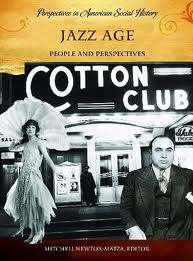 Perspectives in American Social History
JAZZ AGE
PEOPLE AND PERSPECTIVES
COTTON
CLUB
MITCHELL NEWTON-MATZA, EDITOR